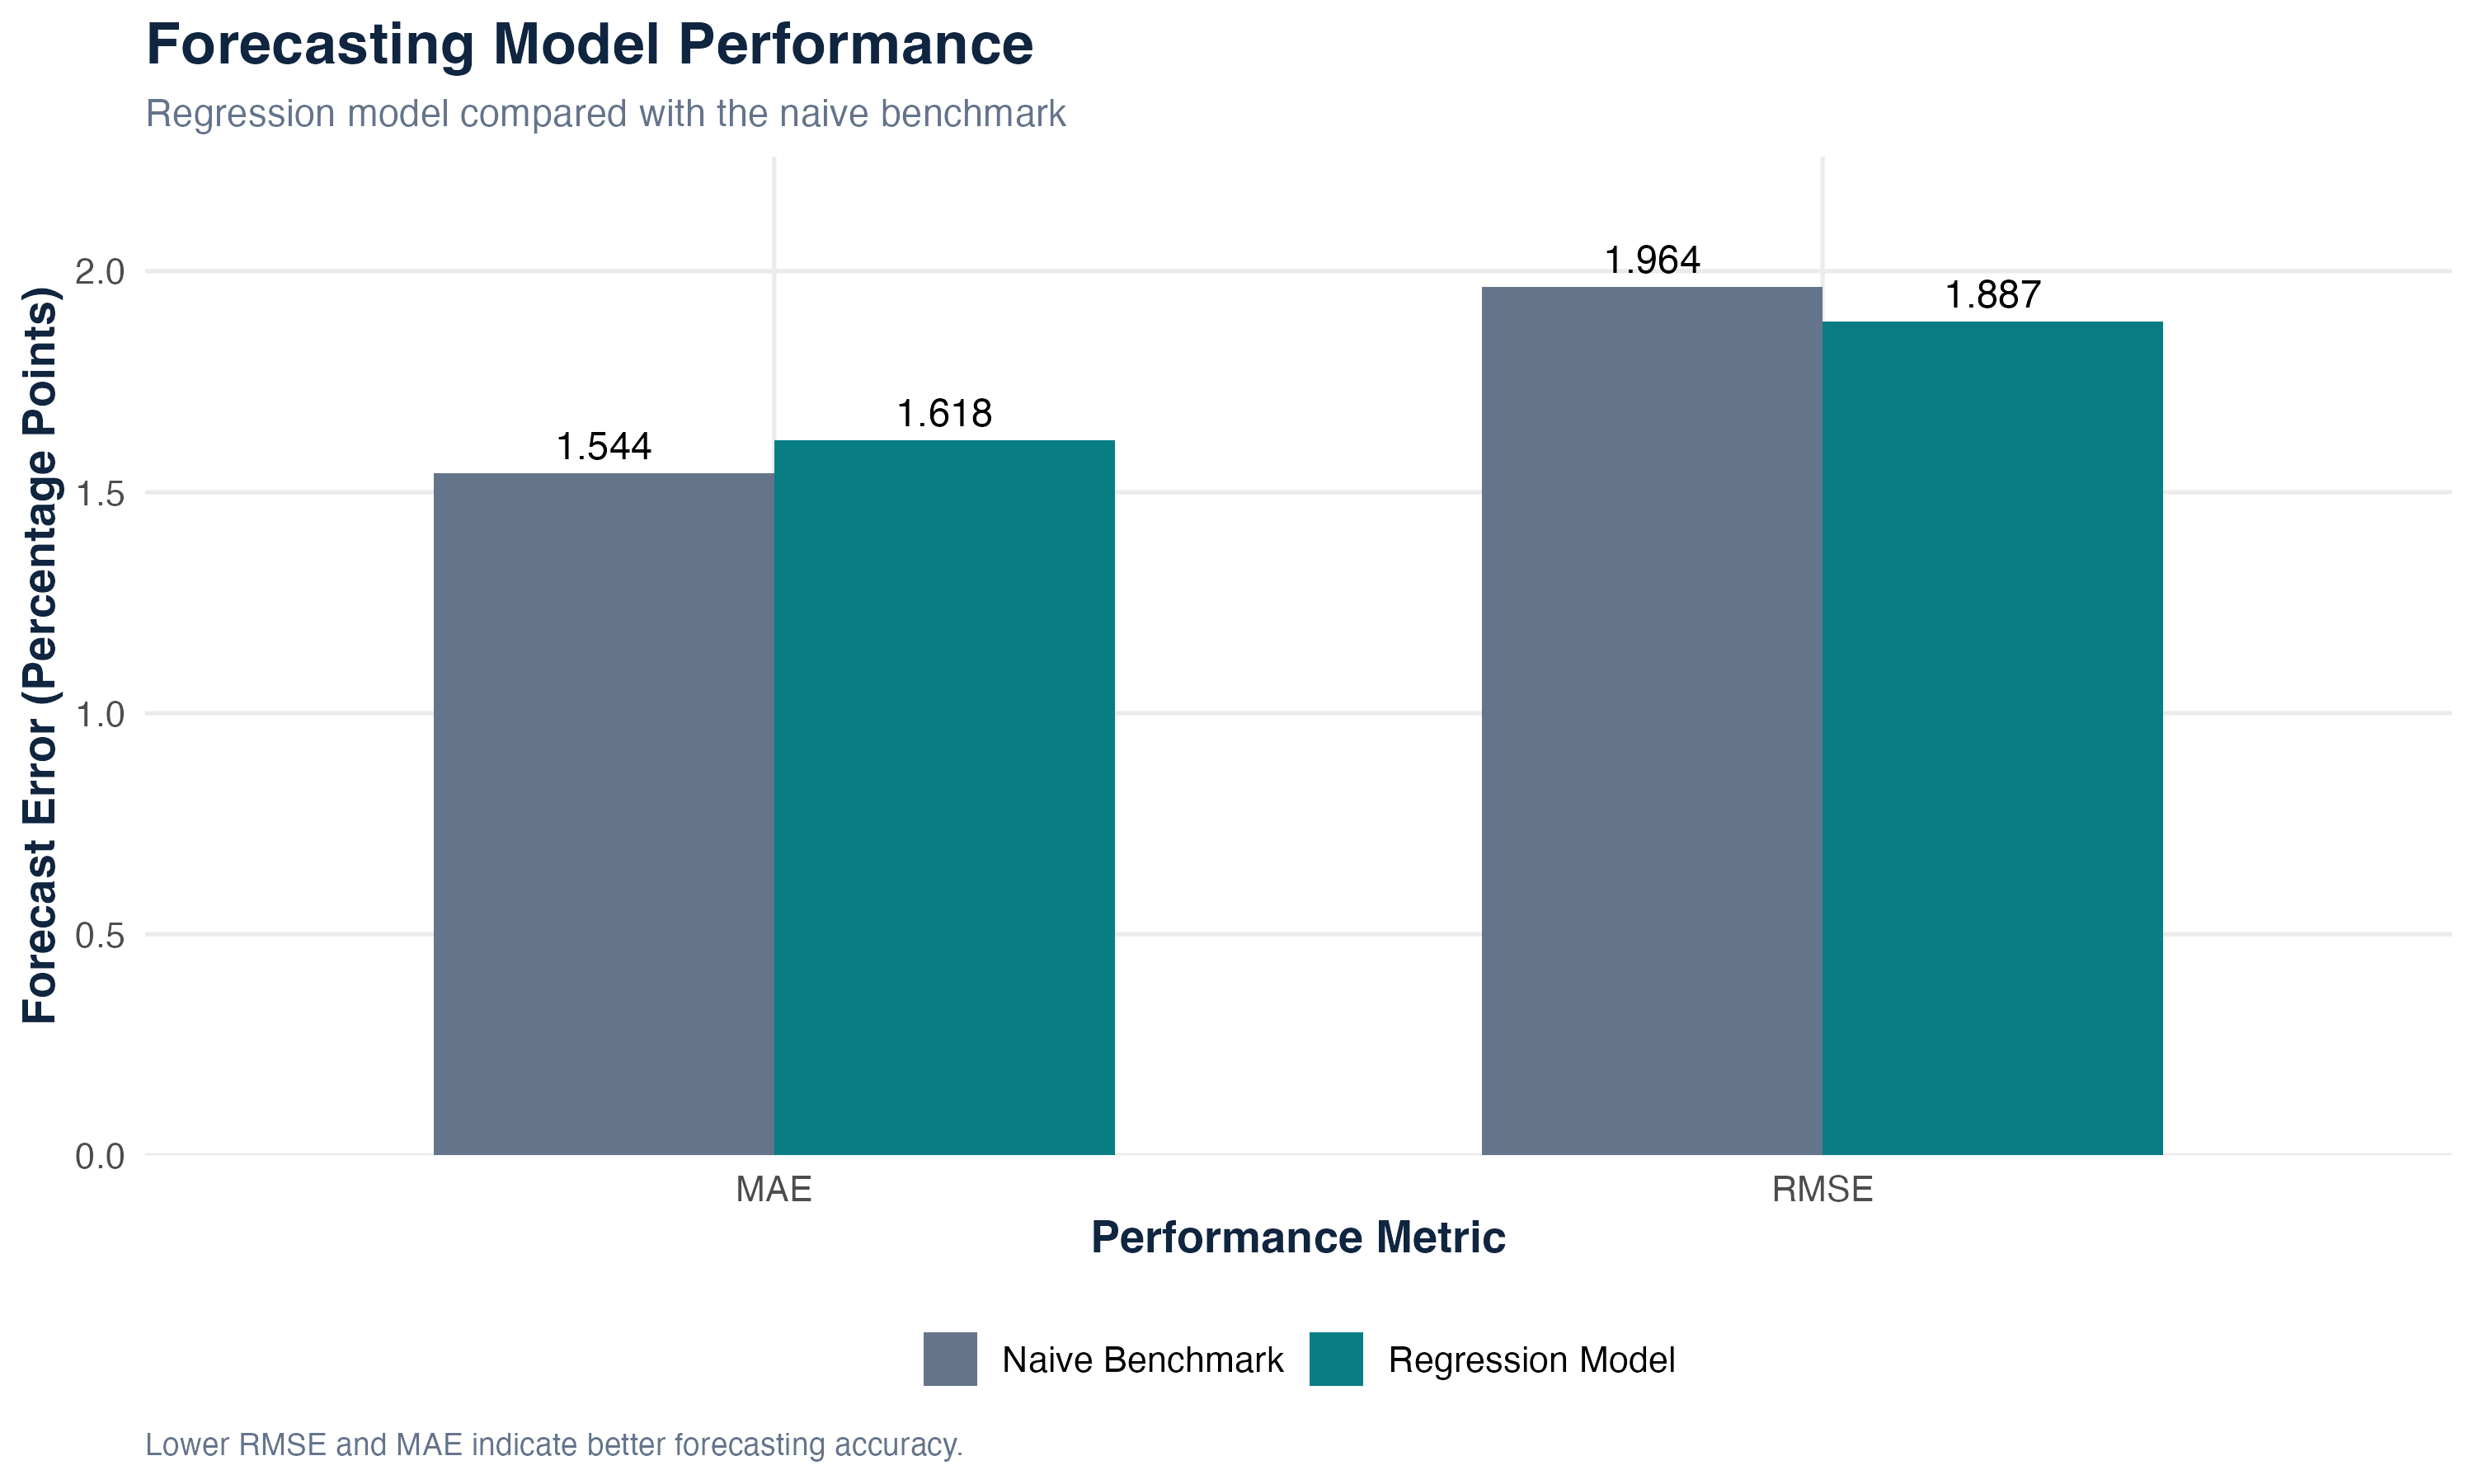 Forecasting Model Performance
Regression model compared with the naive benchmark
Forecast Error (Percentage Points)
2.0
1.5
1.0
0.5
0.0
1.544
1.618
1.964
1.887
MAE
RMSE
Performance Metric
Naive Benchmark
Regression Model
Lower RMSE and MAE indicate better forecasting accuracy.